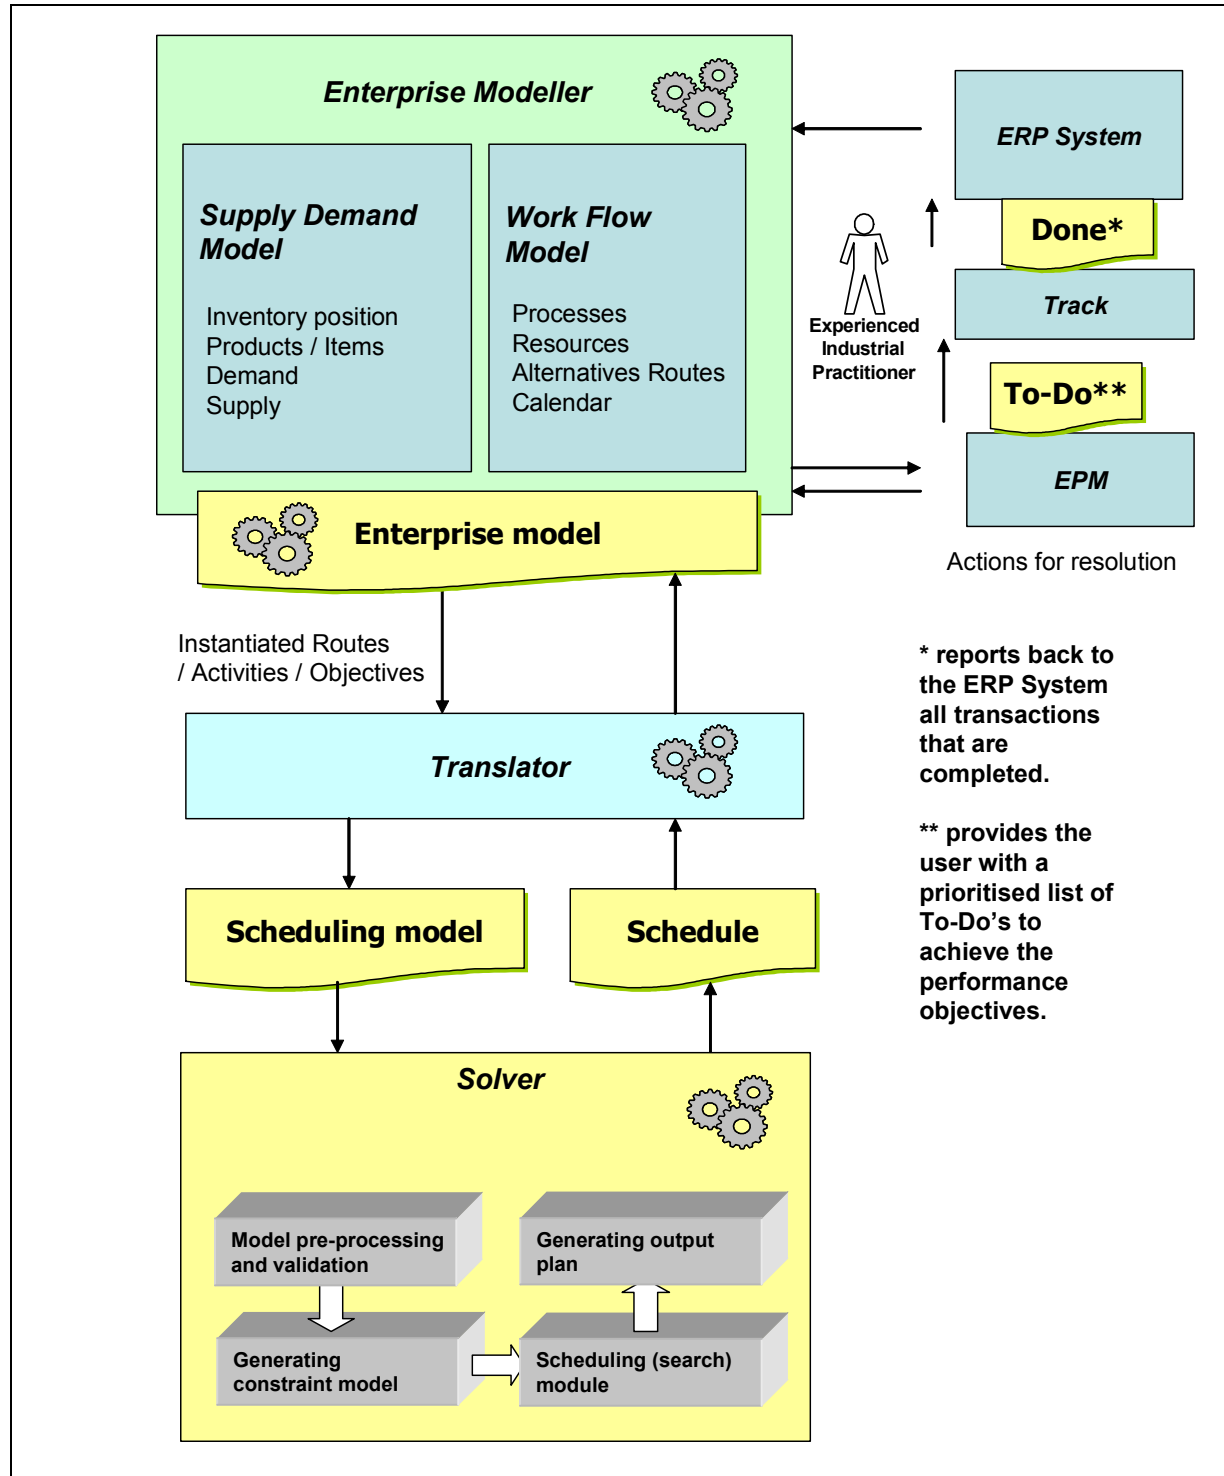 Enterprise Modeller
Supply Demand
Model
Inventory position
Products / Items
Demand
Supply
Work Flow
Model
Processes
Resources
Alternatives Routes
Calendar
ERP System
Done*
Track
Experienced
Industrial
Practitioner
To-Do**
EPM
Actions for resolution
Enterprise model
Instantiated Routes
/ Activities / Objectives
Translator
* reports back to
the ERP System
all transactions
that are
completed.
** provides the
user with a
prioritised list of
To-Do’s to
achieve the
performance
objectives.
Scheduling model
Schedule
Solver
Model pre-processing
and validation
Generating output
plan
Generating
constraint model
Scheduling (search)
module